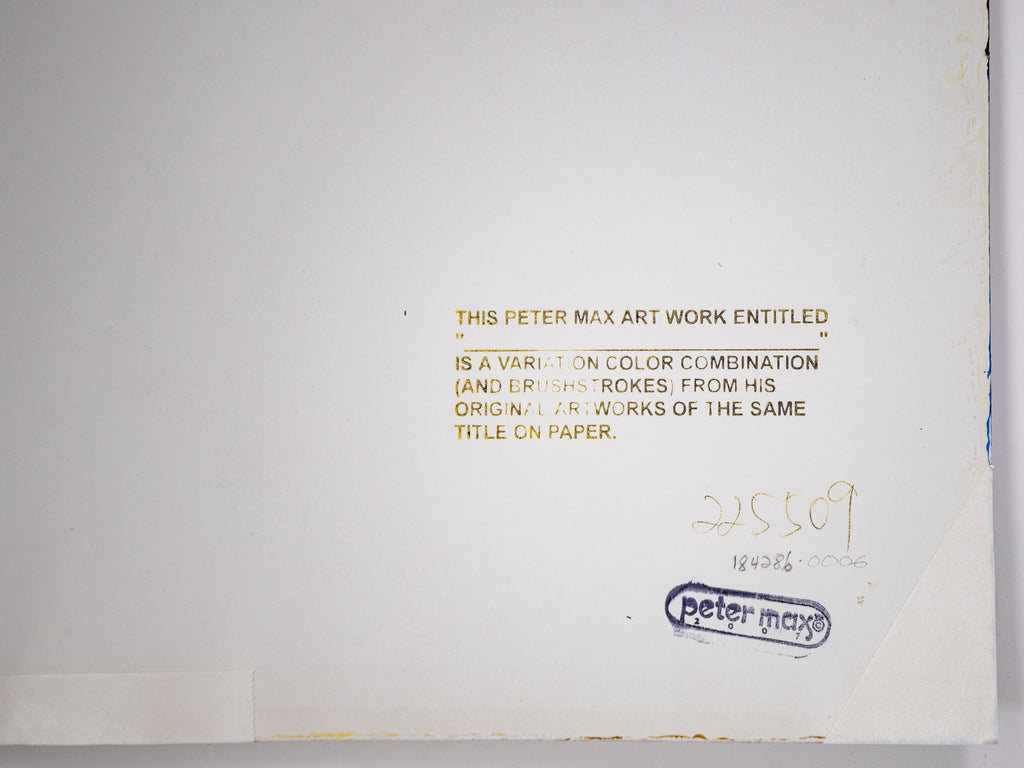 THIS PETER MAX ART WORK ENTITLED
" "
IS A VARIATION COLOR COMBINATION
(AND BRUSHSTROKES) FROM HIS
ORIGINAL ARTWORKS OF THE SAME
TITLE ON PAPER.
225509
184286.0006
peter max ©
2007